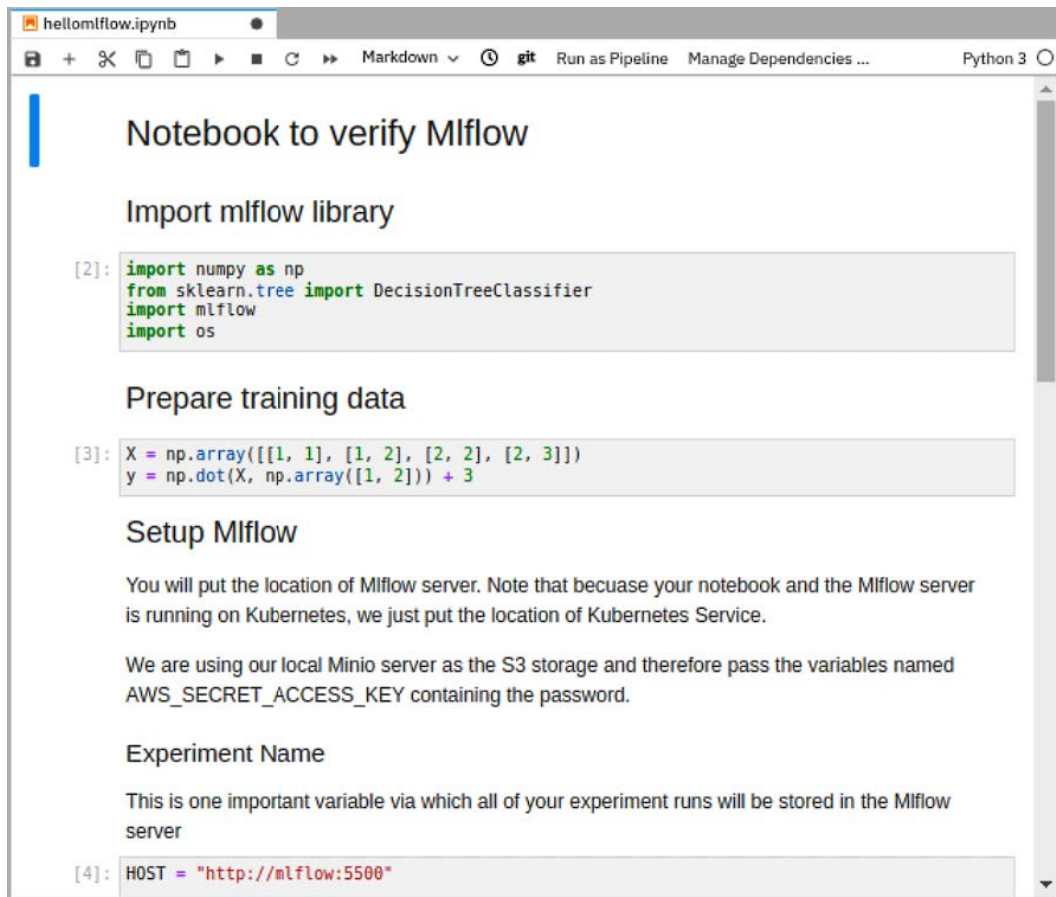 hellomlflow.ipynb
Markdown git Run as Pipeline Manage Dependencies ... Python 3
Notebook to verify Mlflow
Import mlflow library
[2]: import numpy as np
from sklearn.tree import DecisionTreeClassifier
import mlflow
import os
Prepare training data
[3]: X = np.array([[1, 1], [1, 2], [2, 2], [2, 3]])
y = np.dot(X, np.array([1, 2])) + 3
Setup Mlflow
You will put the location of Mlflow server. Note that becuase your notebook and the Mlflow server
is running on Kubernetes, we just put the location of Kubernetes Service.
We are using our local Minio server as the S3 storage and therefore pass the variables named
AWS_SECRET_ACCESS_KEY containing the password.
Experiment Name
This is one important variable via which all of your experiment runs will be stored in the Mlflow
server
[4]: HOST = "http://mlflow:5500"